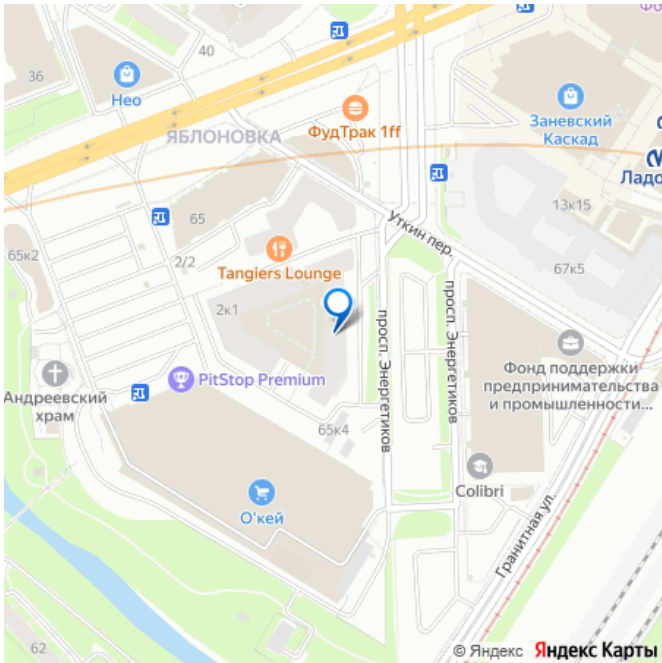 Фо
40
36
Нео
ФудТрак 1ff
Заневский
Каскад
ЯБЛОНОВКА
Ладо
13к15
65
Уткин пер.
65к2
2/2
Tangiers Lounge
67к5
2к1
просп. Энергетиков
просп. Энергетиков
Фонд поддержки
предпринимательства
и промышленности...
PitStop Premium
Андреевский
храм
65к4
Colibri
О'кей
Гранитная ул.
62
© Яндекс Яндекс Карты